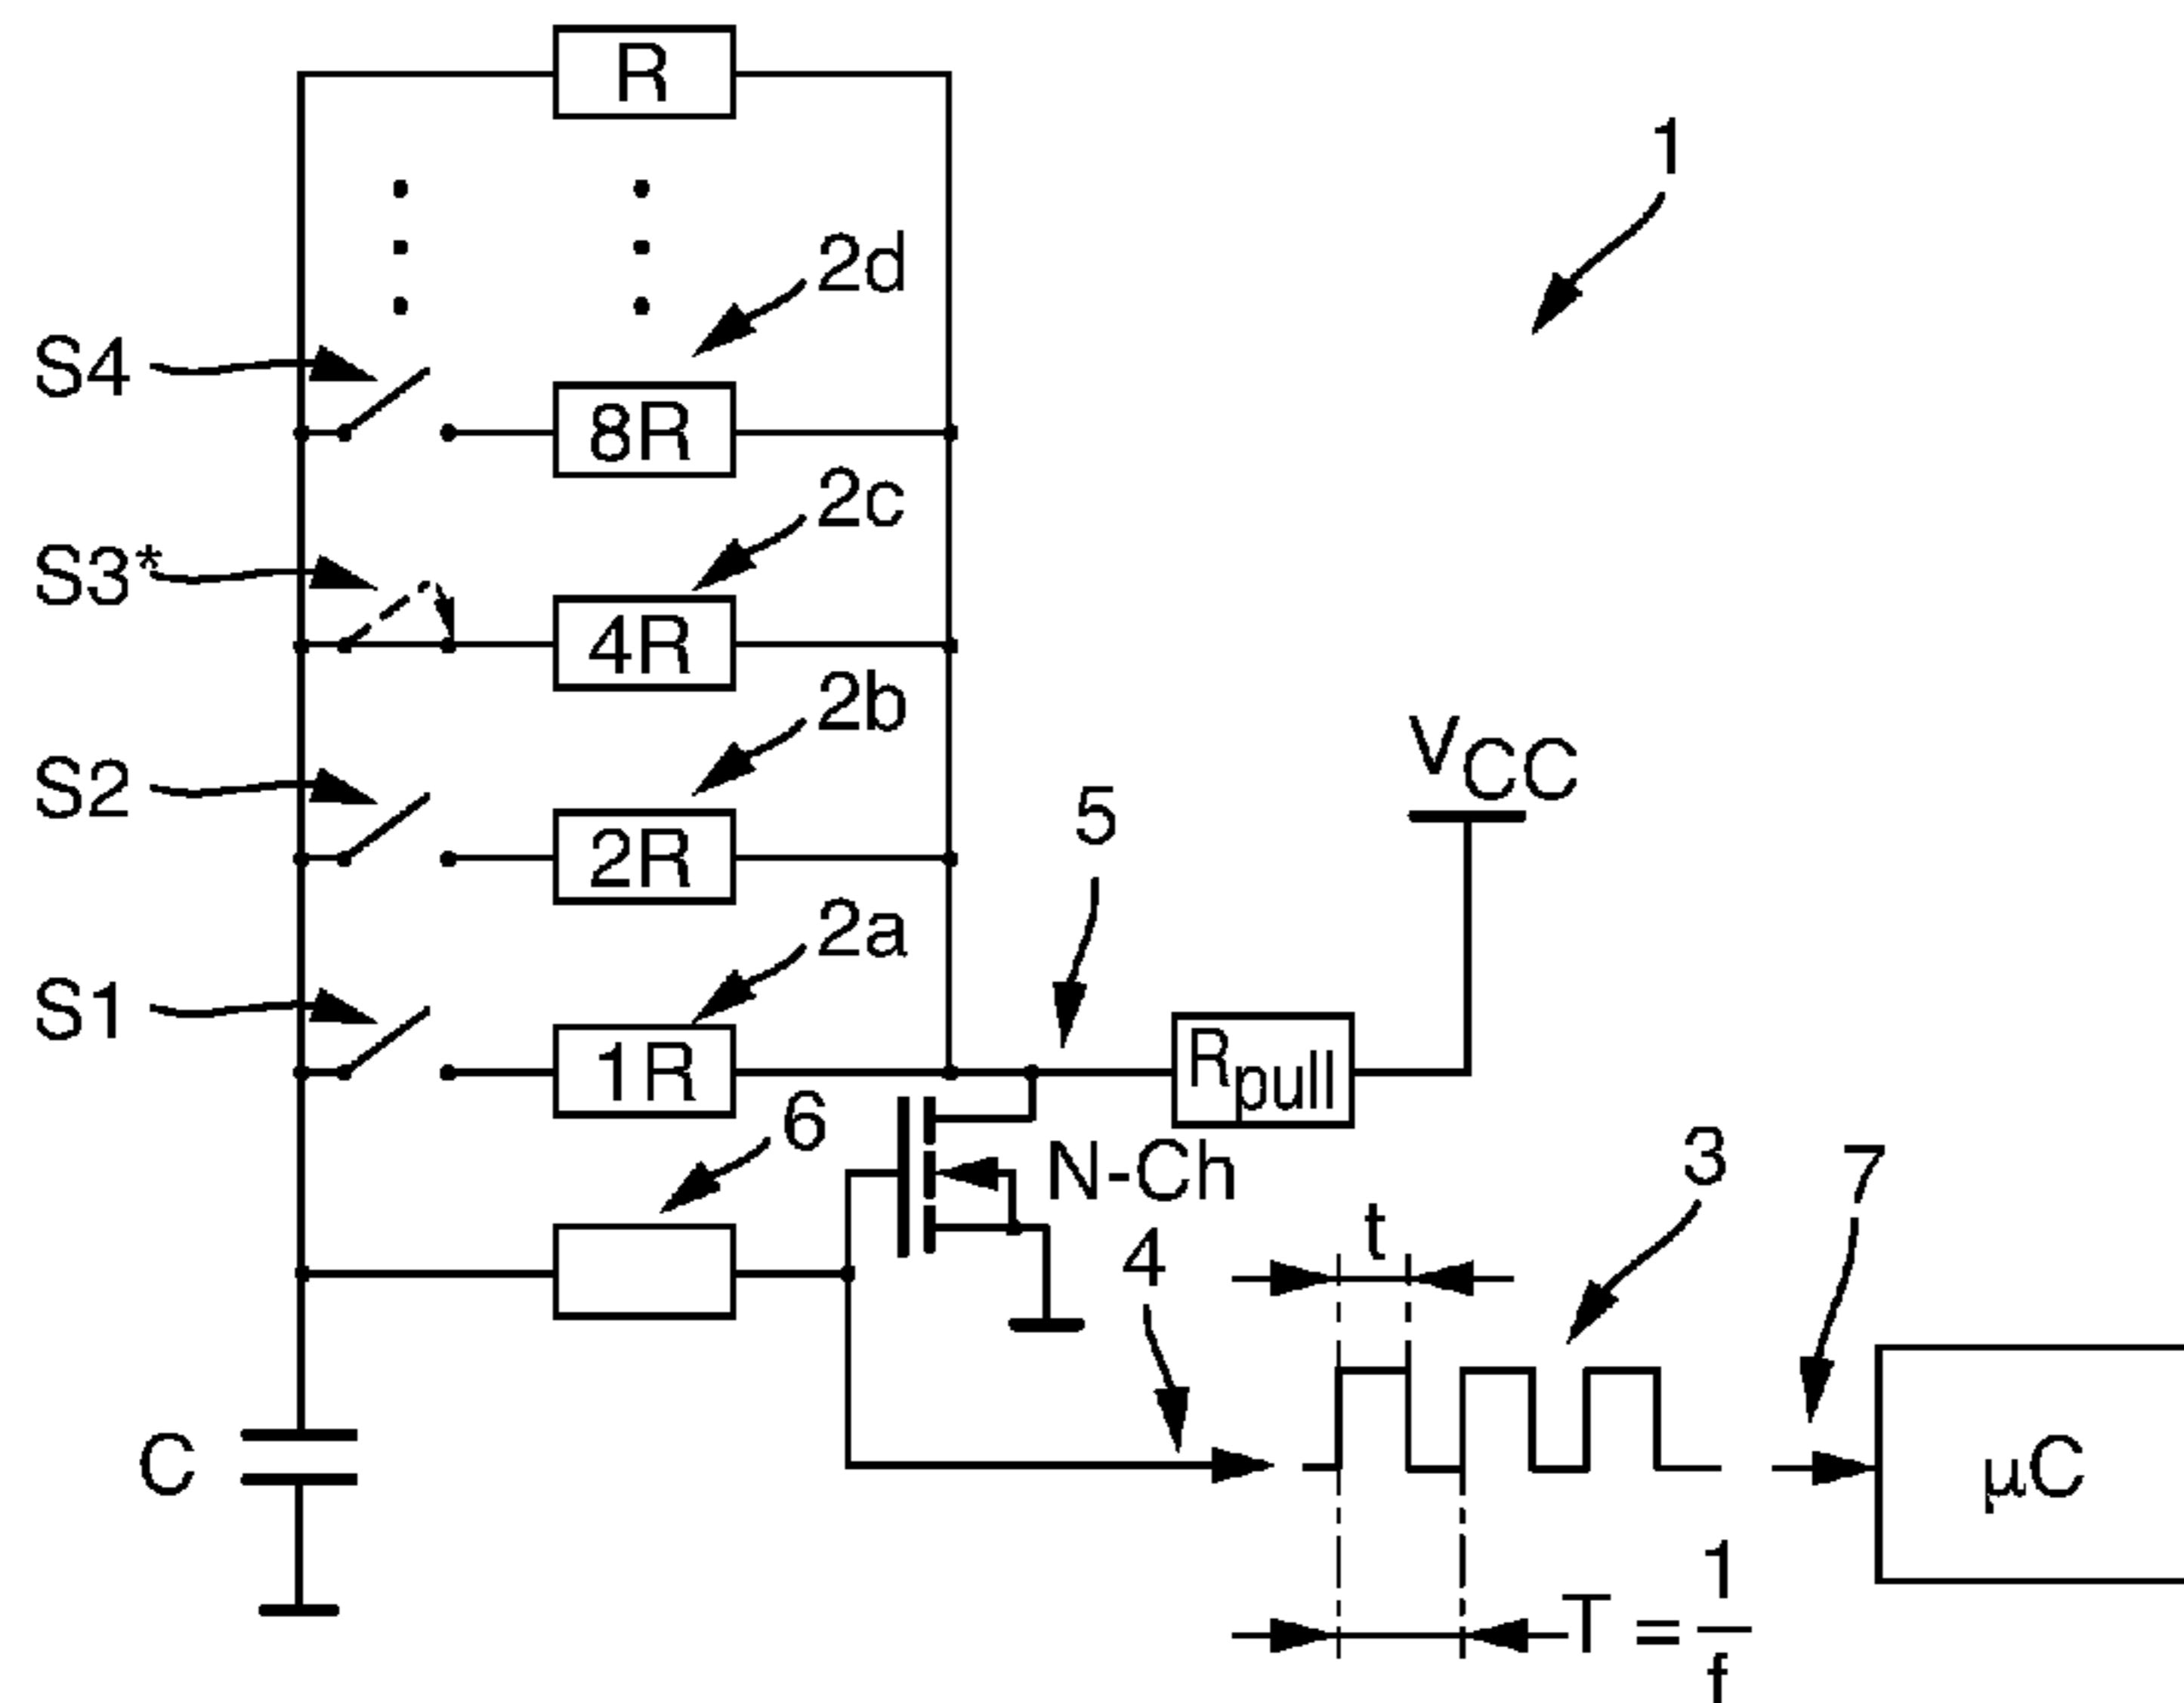 R
1
2d
S4
8R
2c
S3*
4R
2b
VCC
S2
2R
5
2a
S1
1R
Rpull
6
N-Ch
3
7
t
4
C
μC
T = 1/f